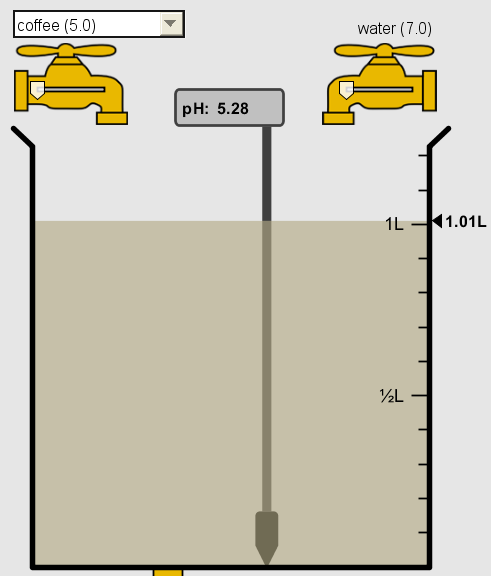 coffee (5.0)
water (7.0)
pH: 5.28
1L
1.01L
½L